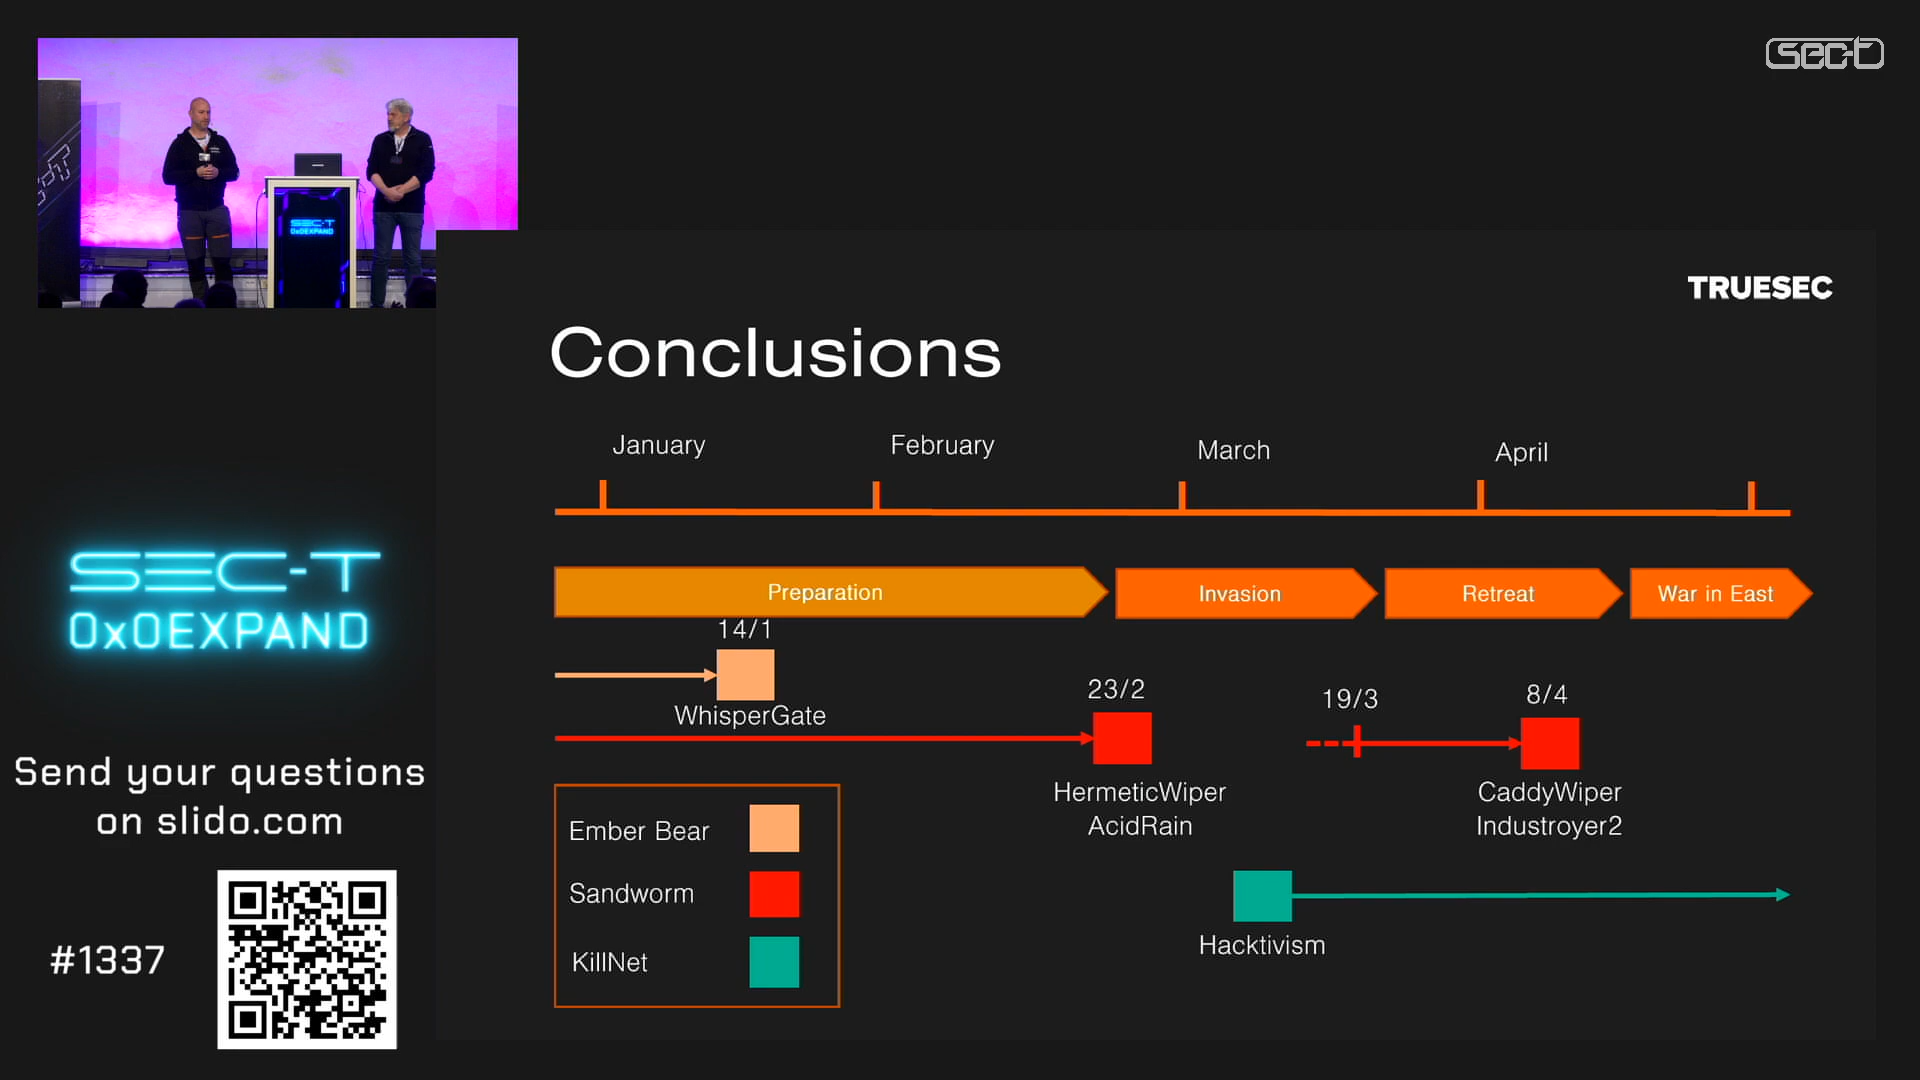 sec-t
SEC-T
0x0EXPAND
TRUESEC
Conclusions
January
February
March
April
Preparation
Invasion
Retreat
War in East
14/1
WhisperGate
23/2
HermeticWiper
AcidRain
19/3
8/4
CaddyWiper
Industroyer2
Hacktivism
Ember Bear
Sandworm
KillNet
SEC-T
0x0EXPAND
Send your questions
on slido.com
#1337